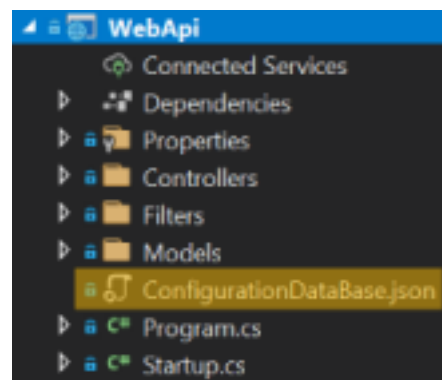 WebApi
Connected Services
Dependencies
Properties
Controllers
Filters
Models
ConfigurationDataBase.json
C# Program.cs
C# Startup.cs